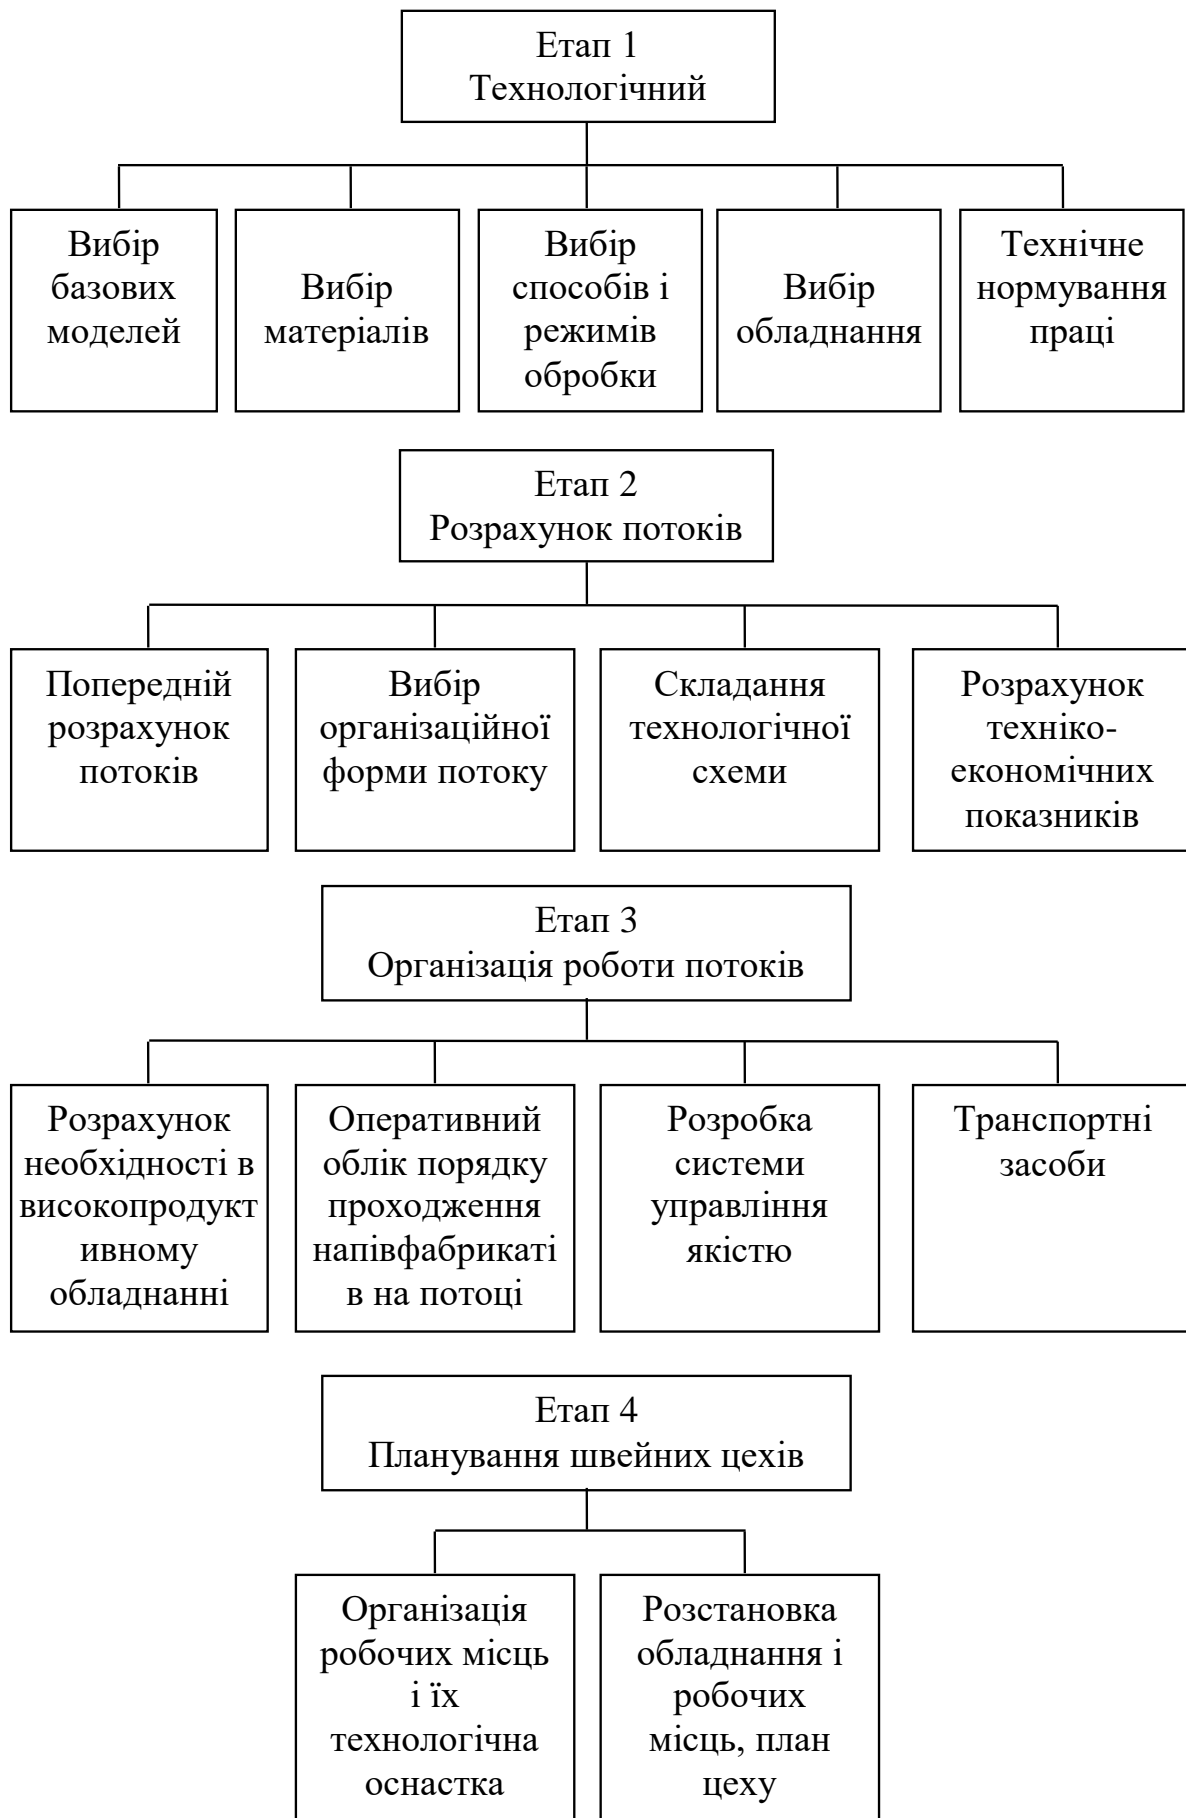 Етап 1
Технологічний
Вибір
базових
моделей
Вибір
матеріалів
Вибір
способів і
режимів
обробки
Вибір
обладнання
Технічне
нормування
праці
Етап 2
Розрахунок потоків
Попередній
розрахунок
потоків
Вибір
організаційної
форми потоку
Складання
технологічної
схеми
Розрахунок
техніко-
економічних
показників
Етап 3
Організація роботи потоків
Розрахунок
необхідності в
високопродукт
ивному
обладнанні
Оперативний
облік порядку
проходження
напівфабрикаті
в на потоці
Розробка
системи
управління
якістю
Транспортні
засоби
Етап 4
Планування швейних цехів
Організація
робочих місць
і їх
технологічна
оснастка
Розстановка
обладнання і
робочих
місць, план
цеху